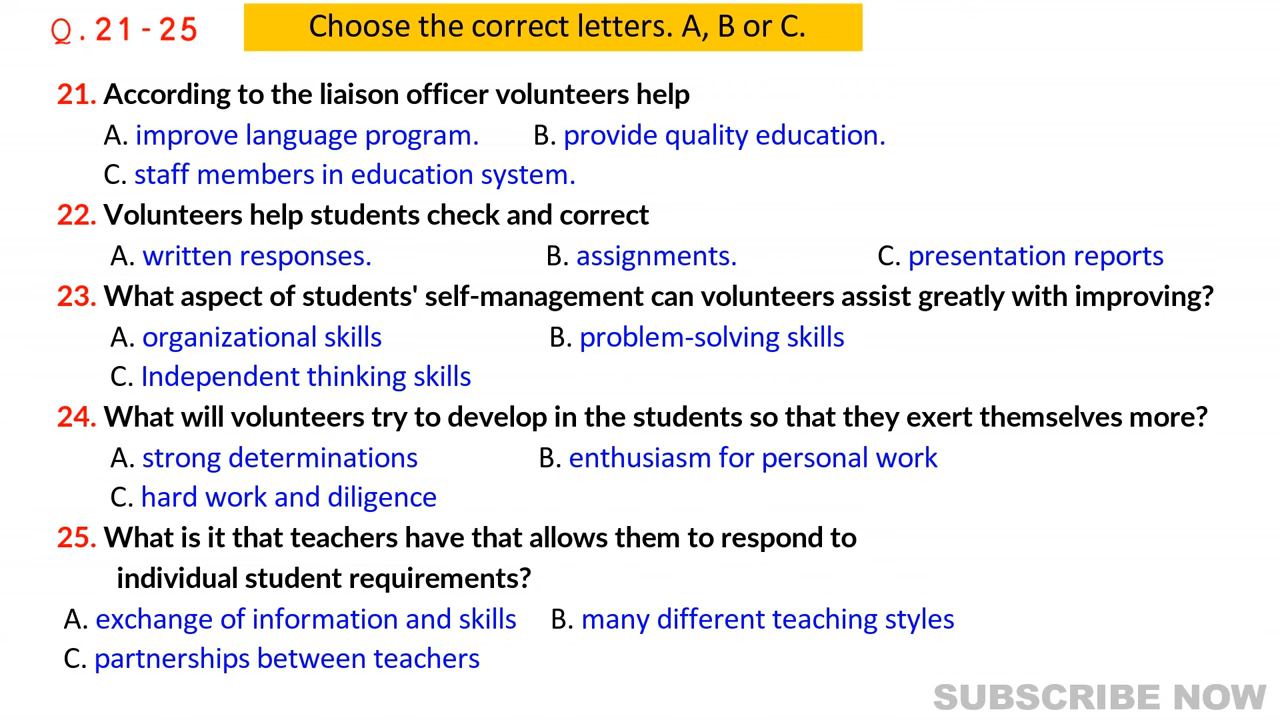 Q.21-25 Choose the correct letters. A, B or C.
21. According to the liaison officer volunteers help
A. improve language program. B. provide quality education.
C. staff members in education system.
22. Volunteers help students check and correct
A. written responses. B. assignments. C. presentation reports
23. What aspect of students' self-management can volunteers assist greatly with improving?
A. organizational skills B. problem-solving skills
C. Independent thinking skills
24. What will volunteers try to develop in the students so that they exert themselves more?
A. strong determinations B. enthusiasm for personal work
C. hard work and diligence
25. What is it that teachers have that allows them to respond to
individual student requirements?
A. exchange of information and skills B. many different teaching styles
C. partnerships between teachers
SUBSCRIBE NOW